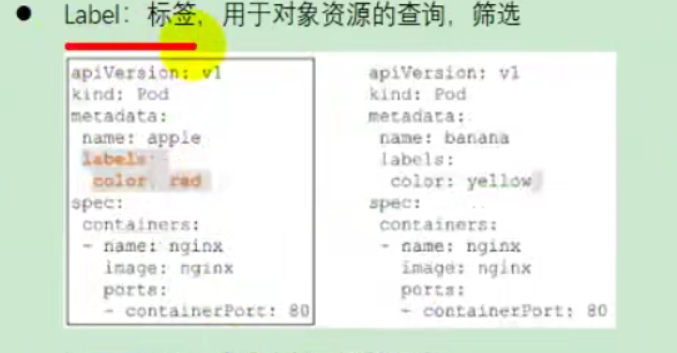 ● Label：标签，用于对象资源的查询，筛选
apiVersion: v1
kind: Pod
metadata:
 name: apple
 labels:
  color: red
spec:
 containers:
 - name: nginx
   image: nginx
   ports:
   - containerPort: 80
apiVersion: v1
kind: Pod
metadata:
 name: banana
 labels:
  color: yellow
spec:
 containers:
 - name: nginx
   image: nginx
   ports:
   - containerPort: 80